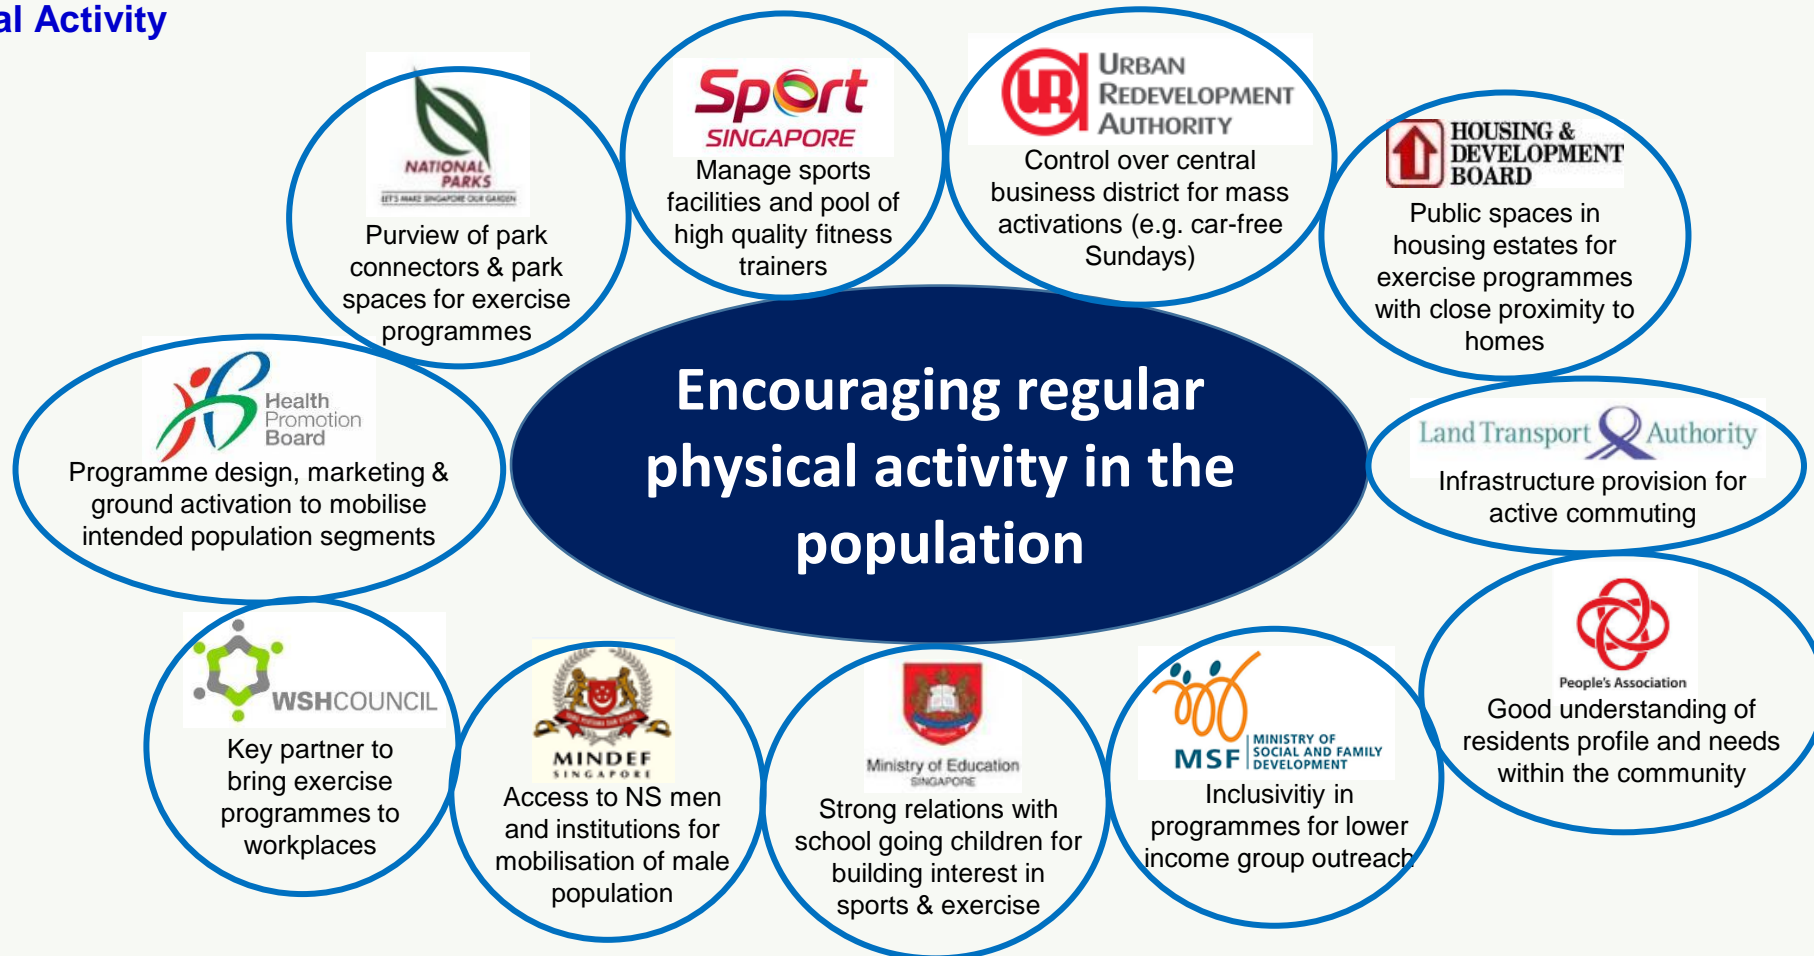 al Activity
NATIONAL
PARKS
LET'S MAKE SINGAPORE OUR GARDEN
Purview of park
connectors & park
spaces for exercise
programmes
Sport
SINGAPORE
Manage sports
facilities and pool of
high quality fitness
trainers
URBAN
REDEVELOPMENT
AUTHORITY
Control over central
business district for mass
activations (e.g. car-free
Sundays)
HOUSING &
DEVELOPMENT
BOARD
Public spaces in
housing estates for
exercise programmes
with close proximity to
homes
Health
Promotion
Board
Programme design, marketing &
ground activation to mobilise
intended population segments
Encouraging regular
physical activity in the
population
Land Transport Authority
Infrastructure provision for
active commuting
People's Association
Good understanding of
residents profile and needs
within the community
WSHCOUNCIL
Key partner to
bring exercise
programmes to
workplaces
MINDEF
SINGAPORE
Access to NS men
and institutions for
mobilisation of male
population
Ministry of Education
SINGAPORE
Strong relations with
school going children for
building interest in
sports & exercise
MSF
MINISTRY OF
SOCIAL AND FAMILY
DEVELOPMENT
Inclusivitiy in
programmes for lower
income group outreach